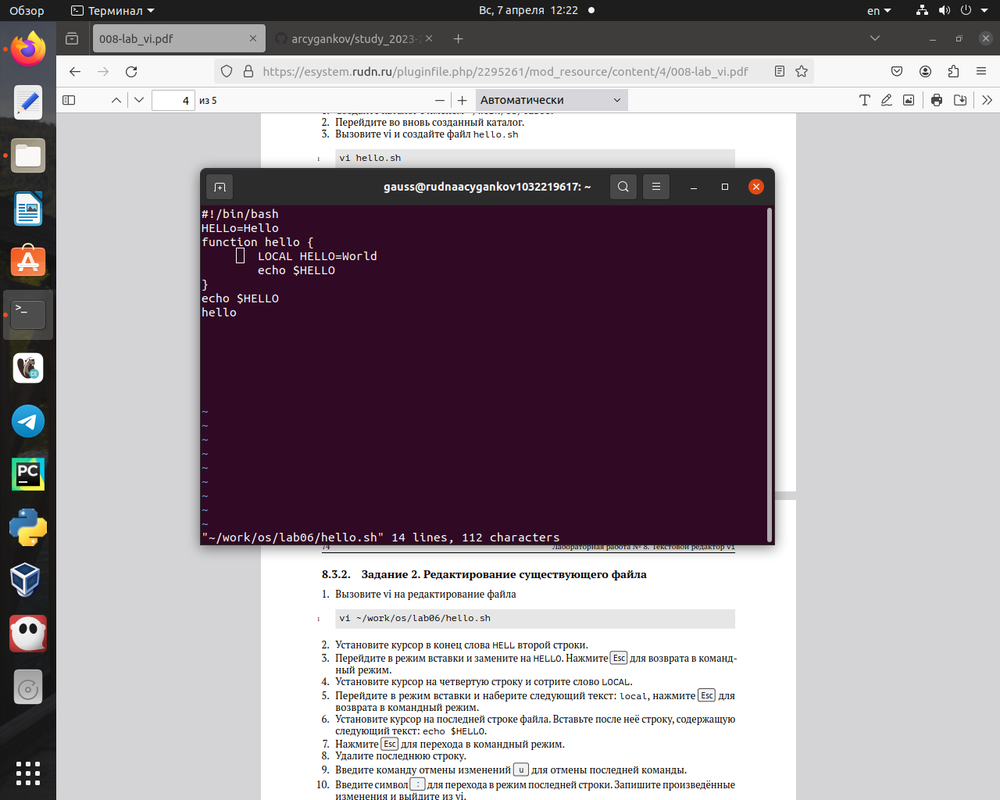 Обзор
Терминал
Вс, 7 апреля 12:22
en
008-lab_vi.pdf
arcygankov/study_2023-2
https://esystem.rudn.ru/pluginfile.php/2295261/mod_resource/content/4/008-lab_vi.pdf
4 из 5
Автоматически
2. Перейдите во вновь созданный каталог.
3. Вызовите vi и создайте файл hello.sh
1 vi hello.sh
gauss@rudnaacygankov1032219617: ~
#!/bin/bash
HELLo=Hello
function hello {
LOCAL HELLO=World
echo $HELLO
}
echo $HELLO
hello
~
~
~
~
~
~
~
~
~
"~/work/os/lab06/hello.sh" 14 lines, 112 characters
74 Лабораторная работа № 8. Текстовой редактор vi
8.3.2. Задание 2. Редактирование существующего файла
1. Вызовите vi на редактирование файла
1 vi ~/work/os/lab06/hello.sh
2. Установите курсор в конец слова HELL второй строки.
3. Перейдите в режим вставки и замените на HELLO. Нажмите Esc для возврата в команд-
ный режим.
4. Установите курсор на четвертую строку и сотрите слово LOCAL.
5. Перейдите в режим вставки и наберите следующий текст: local, нажмите Esc для
возврата в командный режим.
6. Установите курсор на последней строке файла. Вставьте после неё строку, содержащую
следующий текст: echo $HELLO.
7. Нажмите Esc для перехода в командный режим.
8. Удалите последнюю строку.
9. Введите команду отмены изменений u для отмены последней команды.
10. Введите символ : для перехода в режим последней строки. Запишите произведённые
изменения и выйдите из vi.
PC